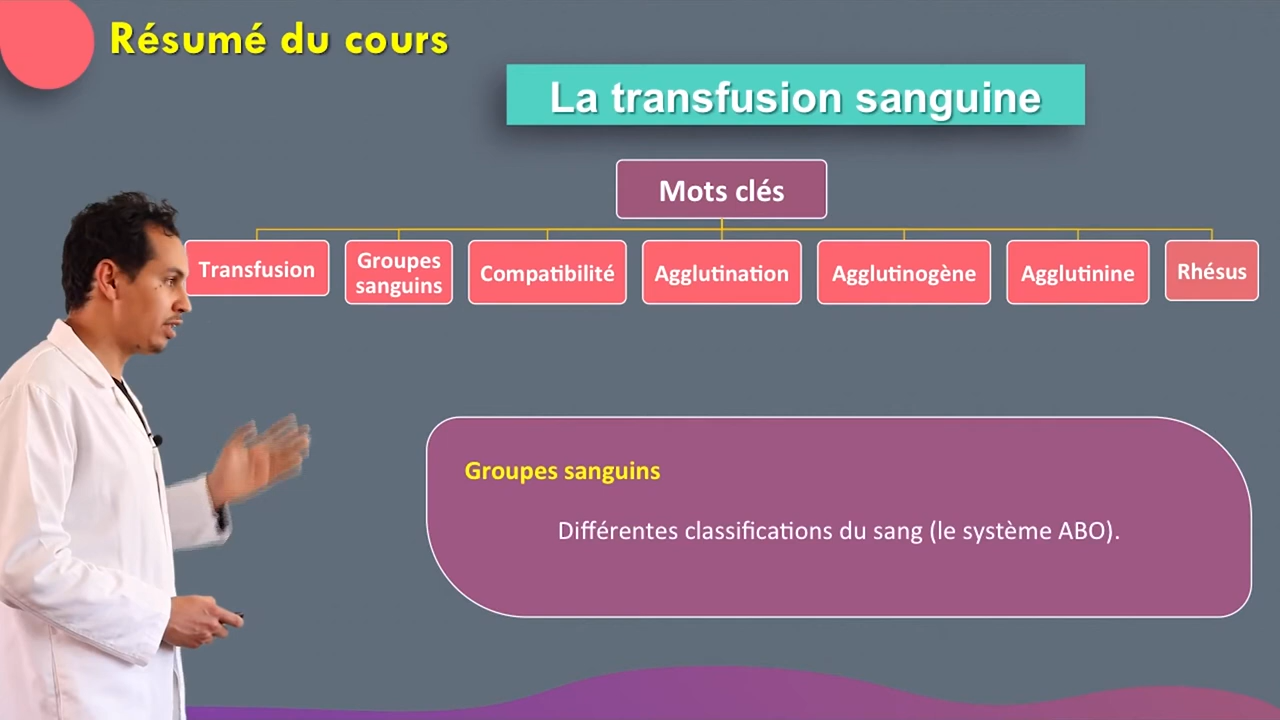 Résumé du cours
La transfusion sanguine
Mots clés
Transfusion
Groupes
sanguins
Compatibilité
Agglutination
Agglutinogène
Agglutinine
Rhésus
Groupes sanguins
Différentes classifications du sang (le système ABO).